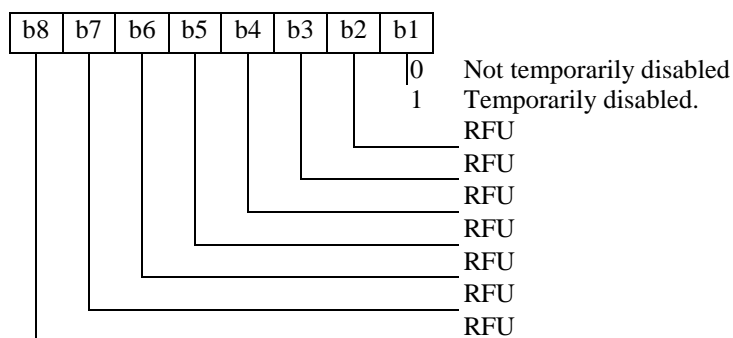 b8 b7 b6 b5 b4 b3 b2 b1
0 Not temporarily disabled
1 Temporarily disabled.
RFU
RFU
RFU
RFU
RFU
RFU
RFU